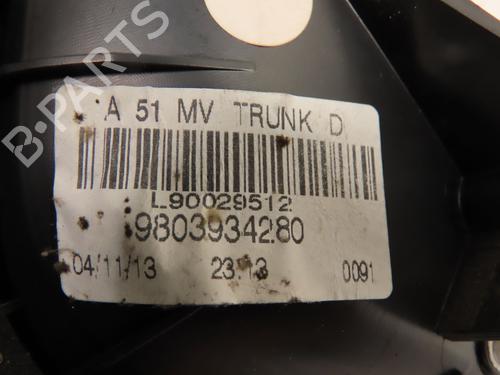 B-PARTS
A 51 MV TRUNK D
L90029512
9803934280
04/11/13 23:13 0091